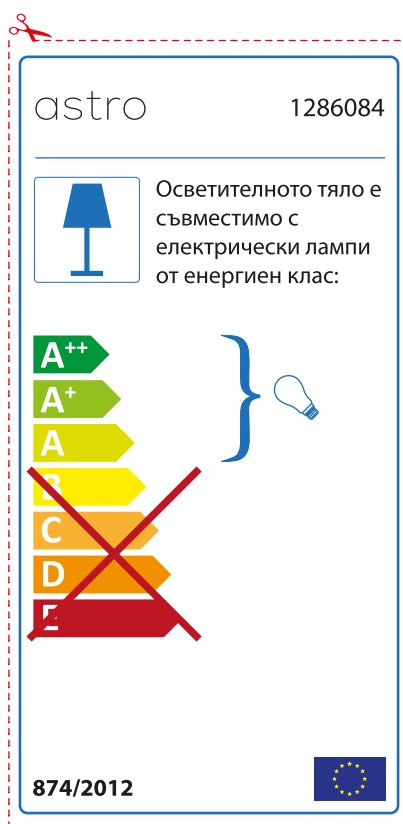 astro
1286084
Осветителното тяло е
съвместимо с
електрически лампи
от енергиен клас:
A++
A+
A
B
C
D
E
874/2012